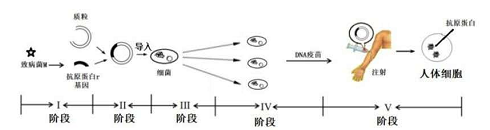 质粒
致病菌M
抗原蛋白r
基因
导入
细菌
DNA疫苗
注射
抗原蛋白
人体细胞
I
阶段
II
阶段
III
阶段
IV
阶段
V
阶段